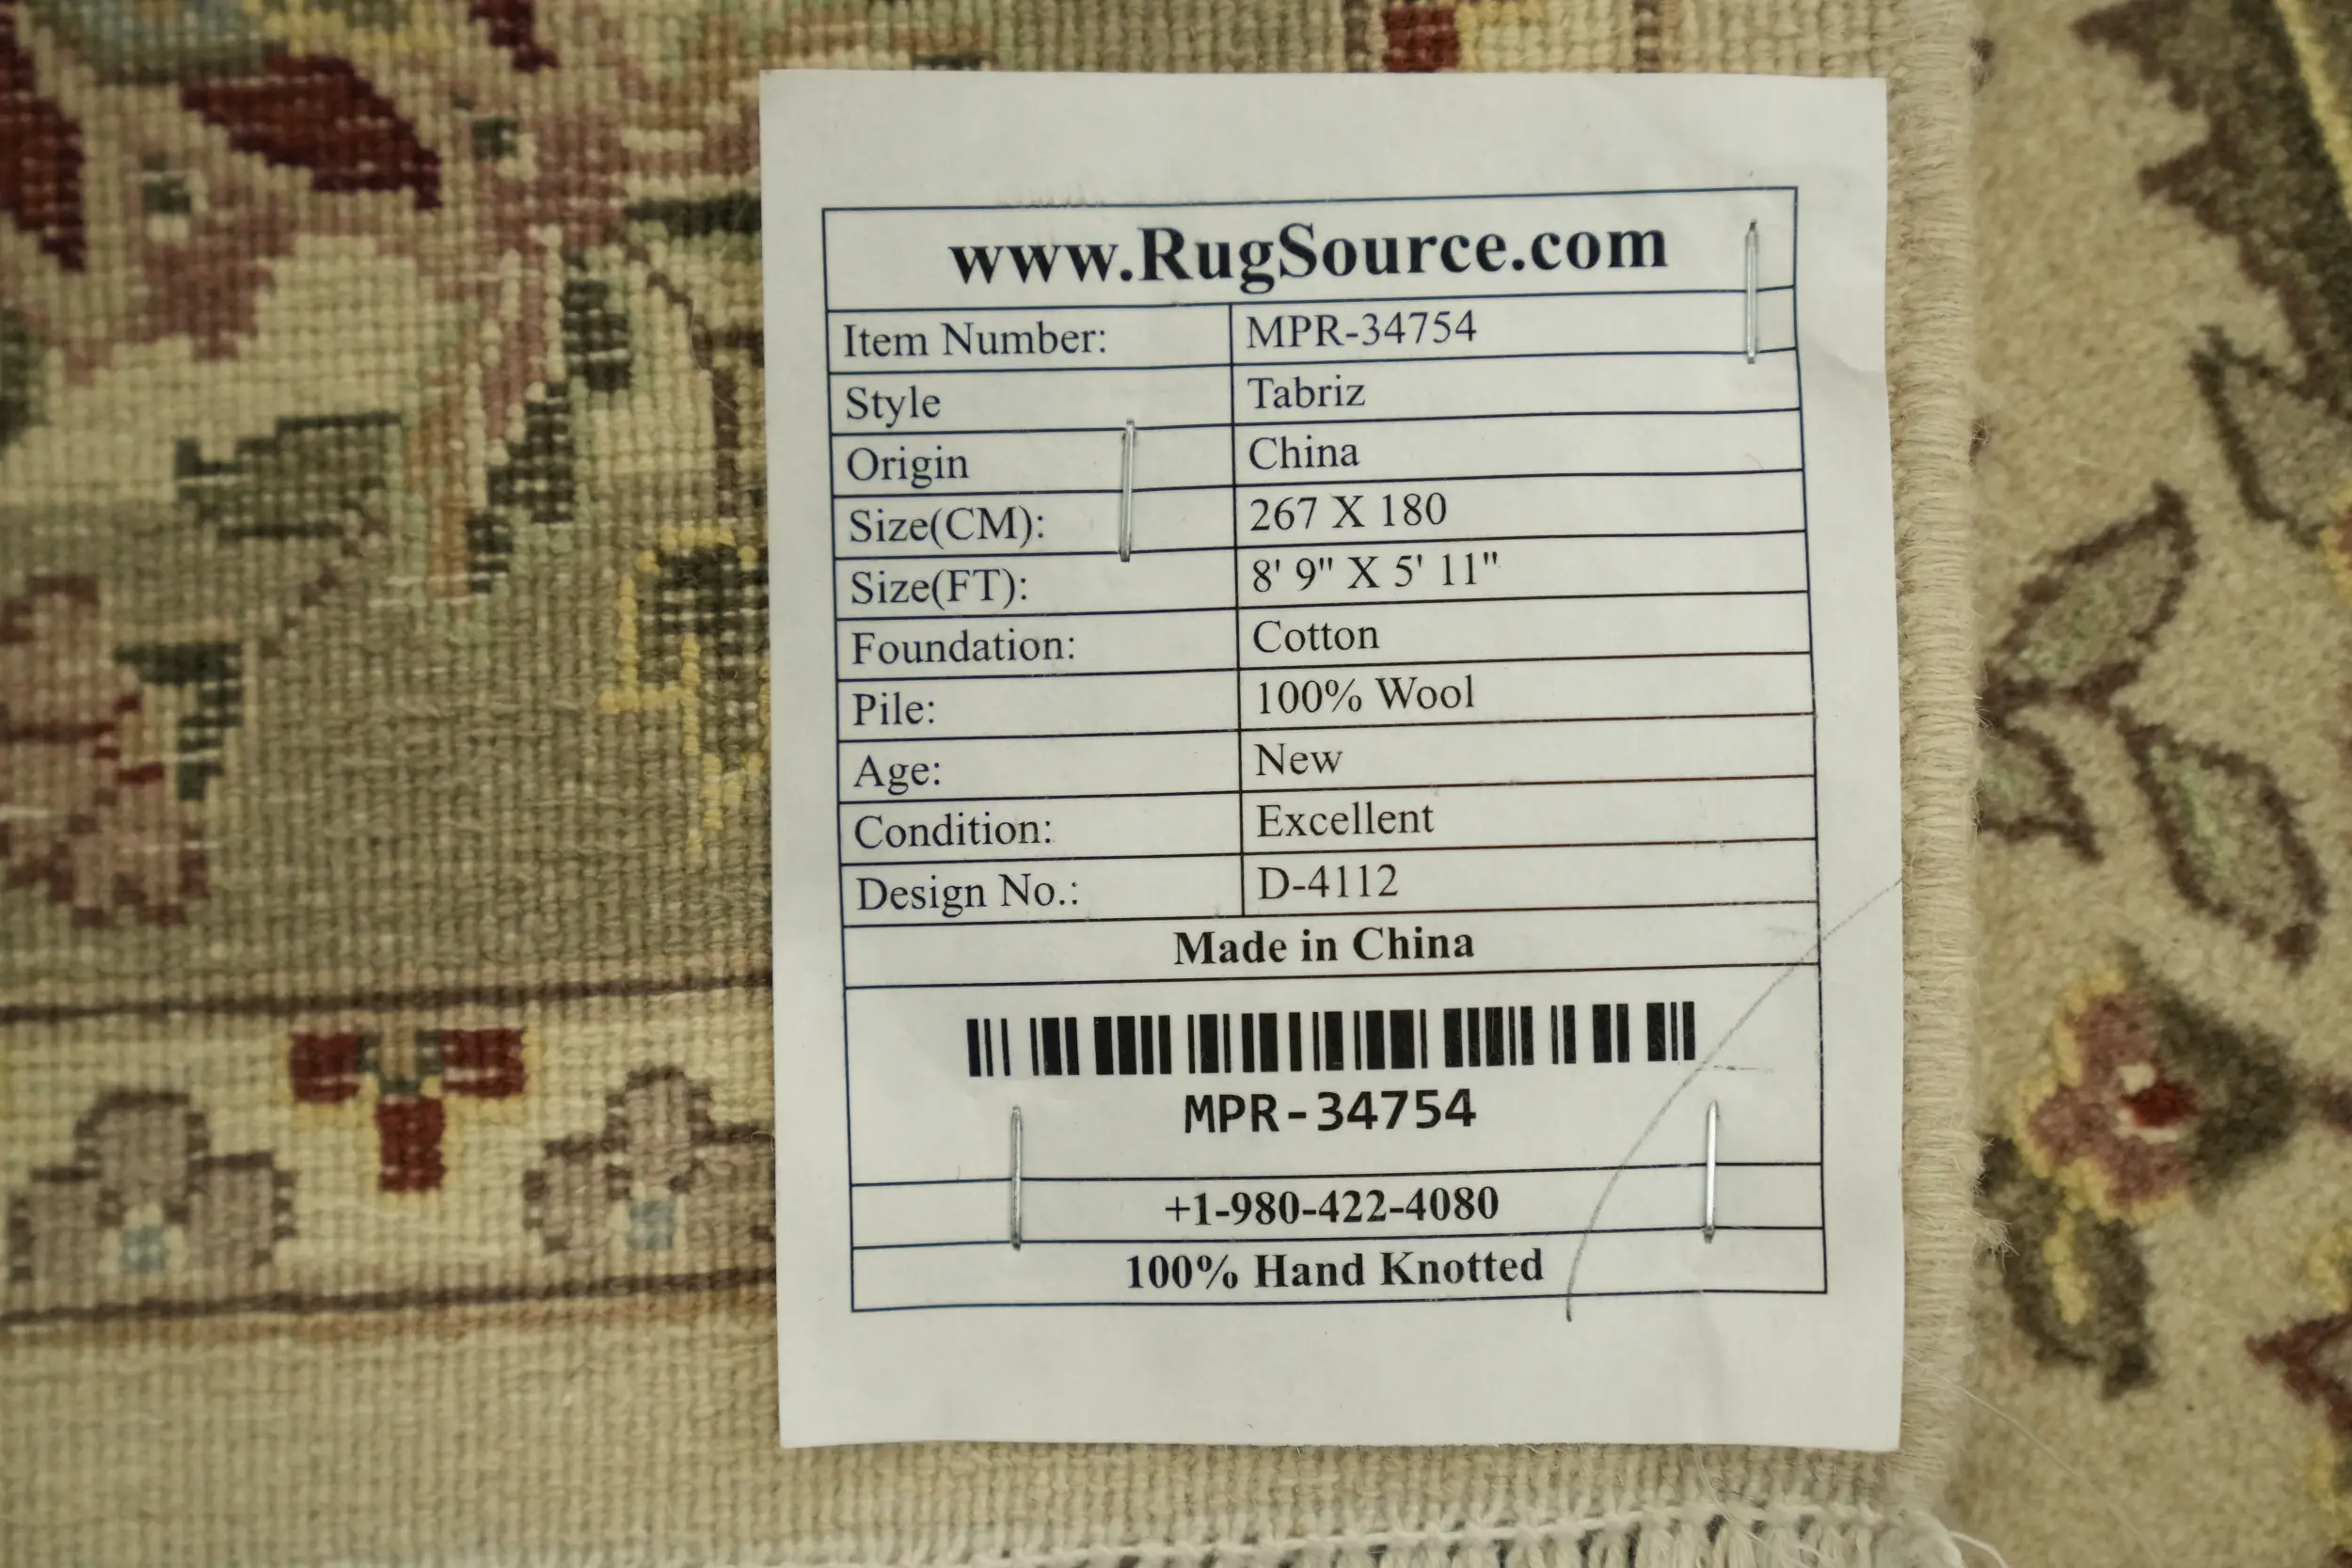 www.RugSource.com
Item Number: MPR-34754
Style Tabriz
Origin China
Size(CM): 267 X 180
Size(FT): 8' 9" X 5' 11"
Foundation: Cotton
Pile: 100% Wool
Age: New
Condition: Excellent
Design No.: D-4112
Made in China
MPR-34754
+1-980-422-4080
100% Hand Knotted